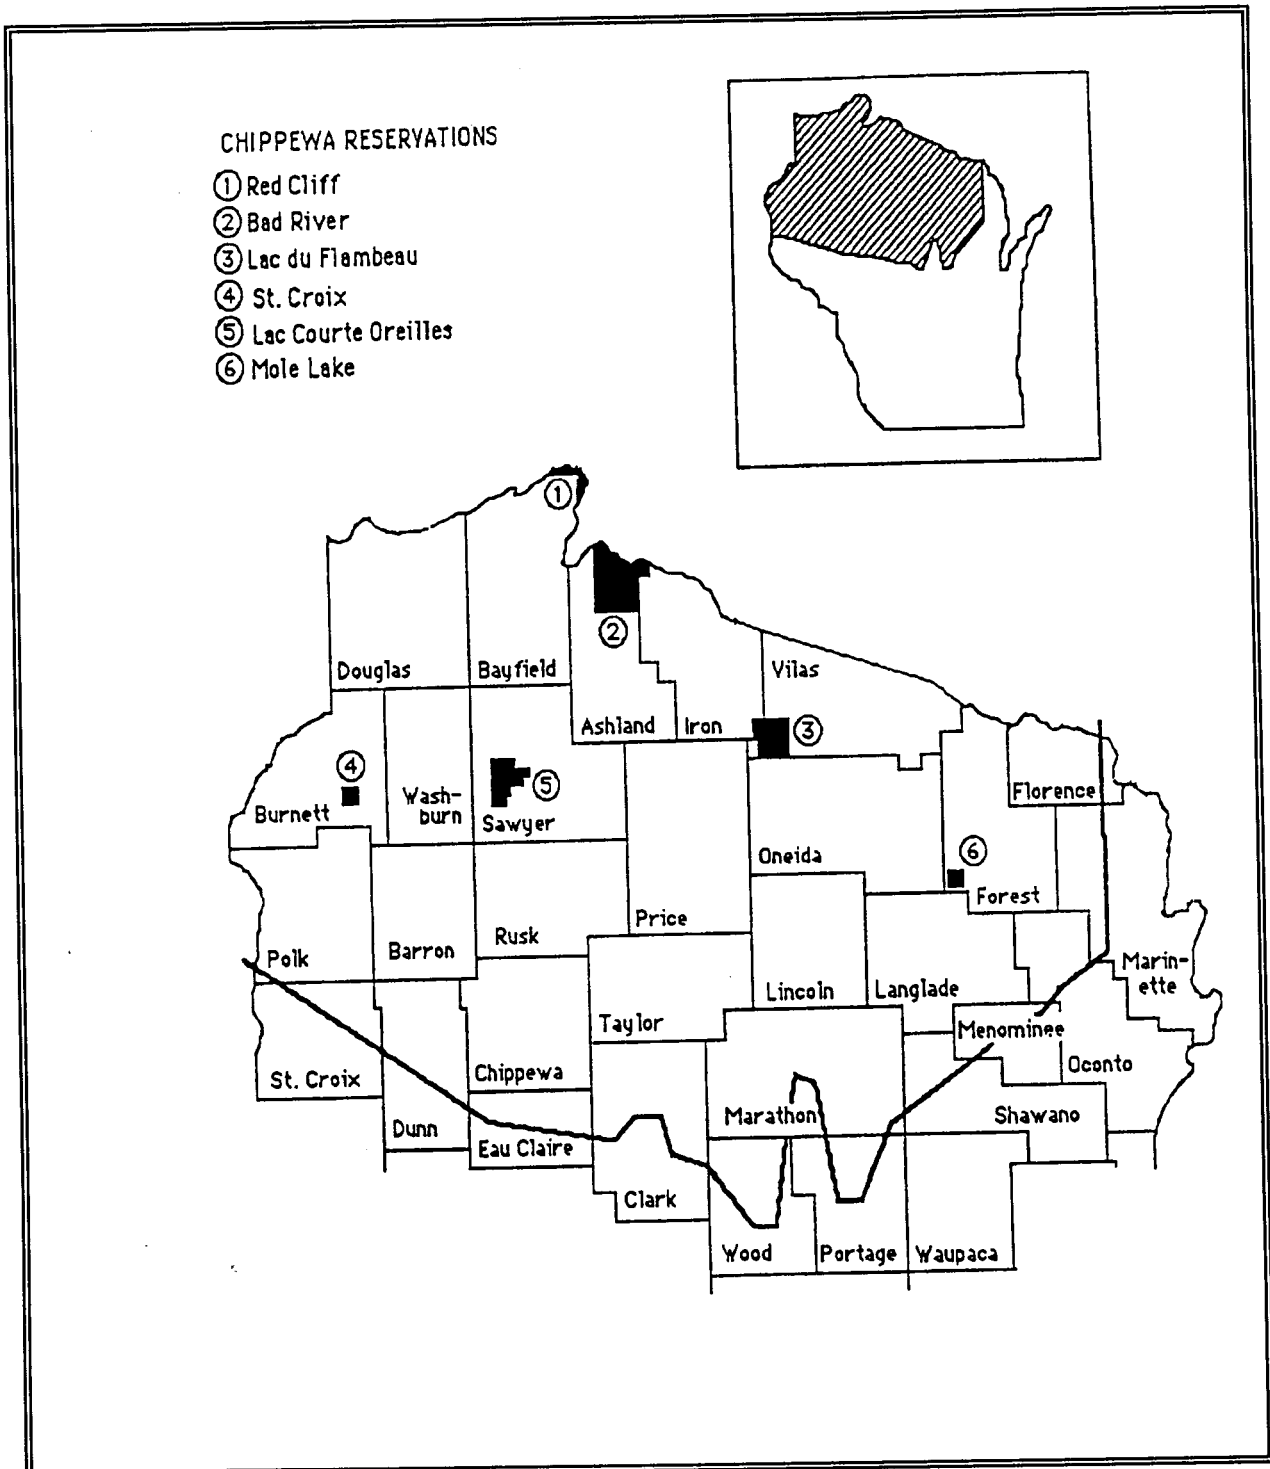 CHIPPEWA RESERVATIONS
① Red Cliff
② Bad River
③ Lac du Flambeau
④ St. Croix
⑤ Lac Courte Oreilles
⑥ Mole Lake
①
②
Douglas
Bayfield
Vilas
Ashland
Iron
③
④
Burnett
Wash-
burn
⑤
Sawyer
Florence
Oneida
⑥
Forest
Price
Rusk
Barron
Polk
Marin-
ette
Lincoln
Langlade
Taylor
Menominee
Oconto
St. Croix
Chippewa
Marathon
Shawano
Dunn
Eau Claire
Clark
Wood
Portage
Waupaca